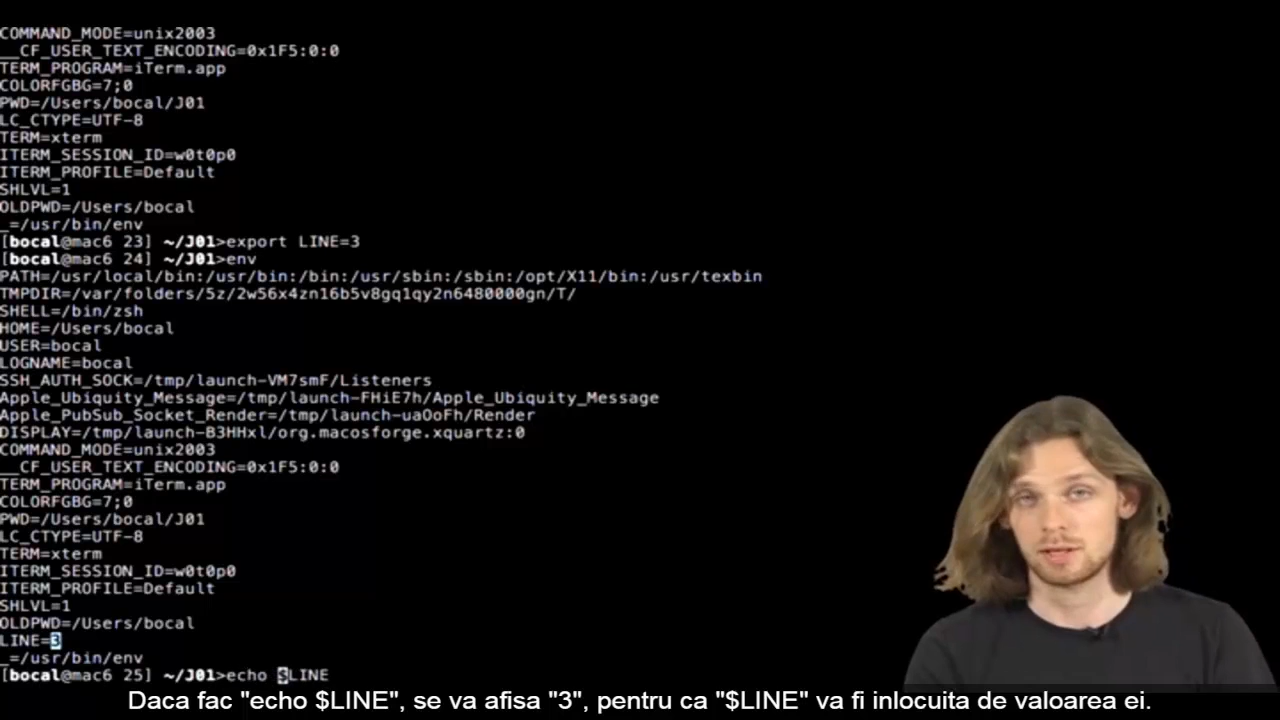 COMMAND_MODE=unix2003
__CF_USER_TEXT_ENCODING=0x1F5:0:0
TERM_PROGRAM=iTerm.app
COLORFGBG=7;0
PWD=/Users/bocal/J01
LC_CTYPE=UTF-8
TERM=xterm
ITERM_SESSION_ID=w0t0p0
ITERM_PROFILE=Default
SHLVL=1
OLDPWD=/Users/bocal
_=/usr/bin/env
[bocal@mac6 23] ~/J01>export LINE=3
[bocal@mac6 24] ~/J01>env
PATH=/usr/local/bin:/usr/bin:/bin:/usr/sbin:/sbin:/opt/X11/bin:/usr/texbin
TMPDIR=/var/folders/5z/2w56x4zn16b5v8gq1qy2n6480000gn/T/
SHELL=/bin/zsh
HOME=/Users/bocal
USER=bocal
LOGNAME=bocal
SSH_AUTH_SOCK=/tmp/launch-VM7smF/Listeners
Apple_Ubiquity_Message=/tmp/launch-FHiE7h/Apple_Ubiquity_Message
Apple_PubSub_Socket_Render=/tmp/launch-uaOoFh/Render
DISPLAY=/tmp/launch-B3HHxl/org.macosforge.xquartz:0
COMMAND_MODE=unix2003
__CF_USER_TEXT_ENCODING=0x1F5:0:0
TERM_PROGRAM=iTerm.app
COLORFGBG=7;0
PWD=/Users/bocal/J01
LC_CTYPE=UTF-8
TERM=xterm
ITERM_SESSION_ID=w0t0p0
ITERM_PROFILE=Default
SHLVL=1
OLDPWD=/Users/bocal
LINE=3
_=/usr/bin/env
[bocal@mac6 25] ~/J01>echo $LINE
Daca fac "echo $LINE", se va afisa "3", pentru ca "$LINE" va fi inlocuita de valoarea ei.